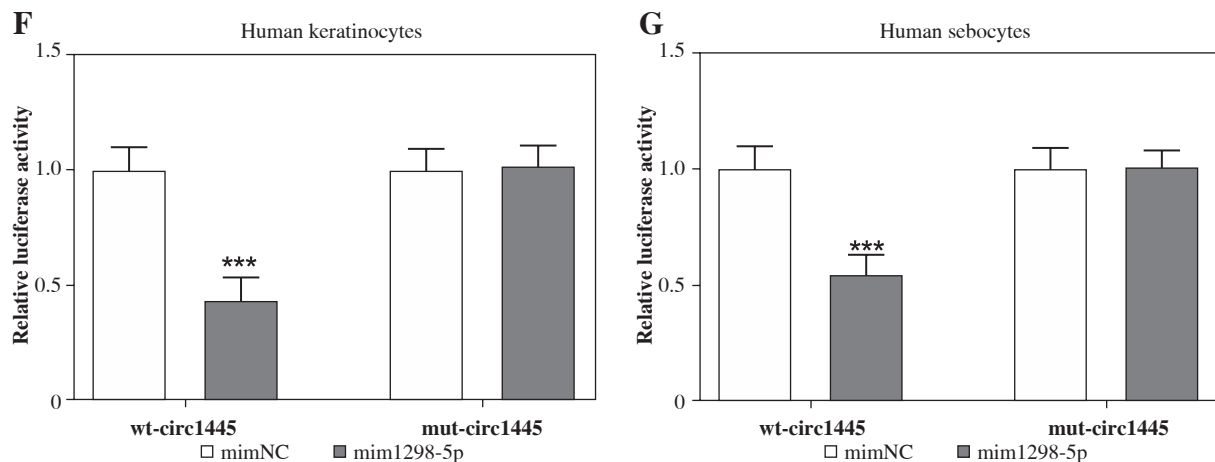 F
Human keratinocytes
1.5
1.0
0.5
0
Relative luciferase activity
***
wt-circ1445 mut-circ1445
mimNC mim1298-5p
G
Human sebocytes
1.5
1.0
0.5
0
Relative luciferase activity
***
wt-circ1445 mut-circ1445
mimNC mim1298-5p